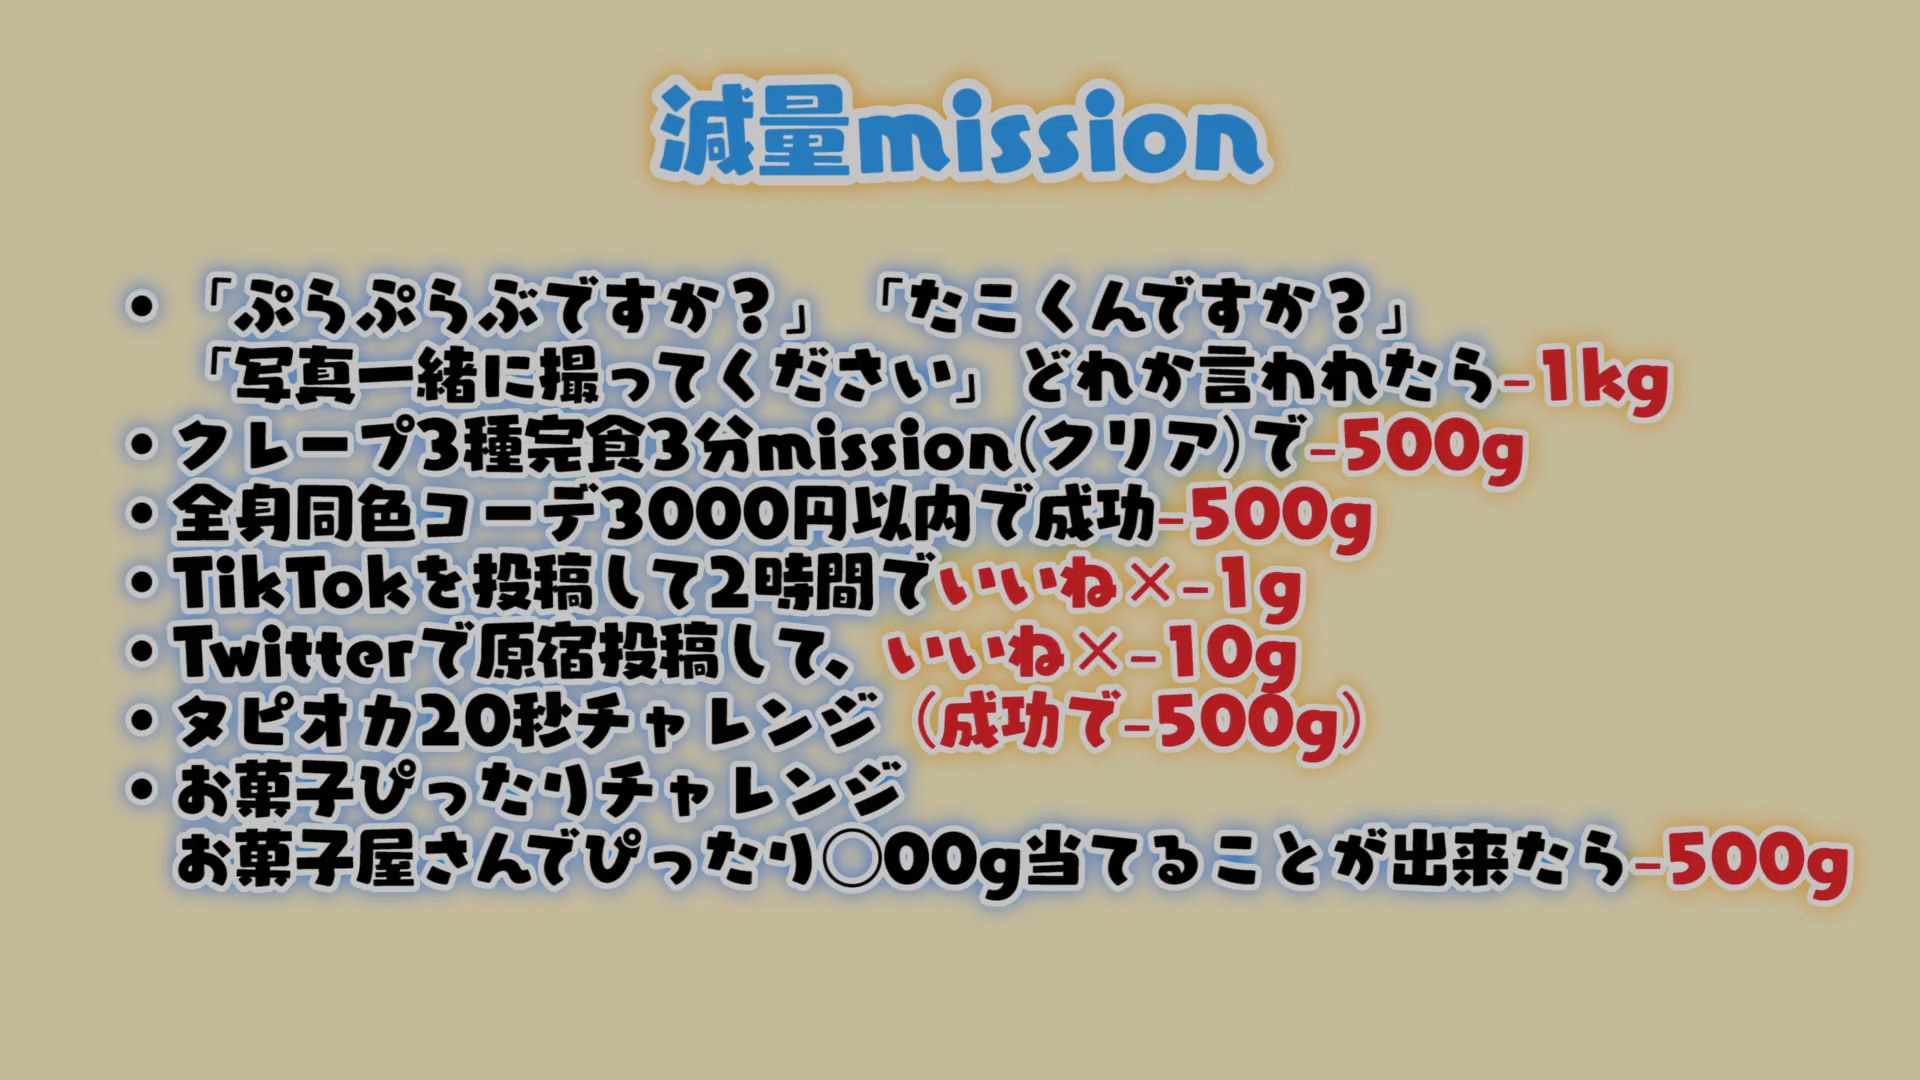 減量mission
・「ぷらぷらぶですか？」「たこくんですか？」
「写真一緒に撮ってください」どれか言われたら-1kg
・クレープ3種完食3分mission(クリア)で-500g
・全身同色コーデ3000円以内で成功-500g
・TikTokを投稿して2時間でいいね×-1g
・Twitterで原宿投稿して、いいね×-10g
・タピオカ20秒チャレンジ（成功で-500g）
・お菓子ぴったりチャレンジ
お菓子屋さんでぴったり◯00g当てることが出来たら-500g